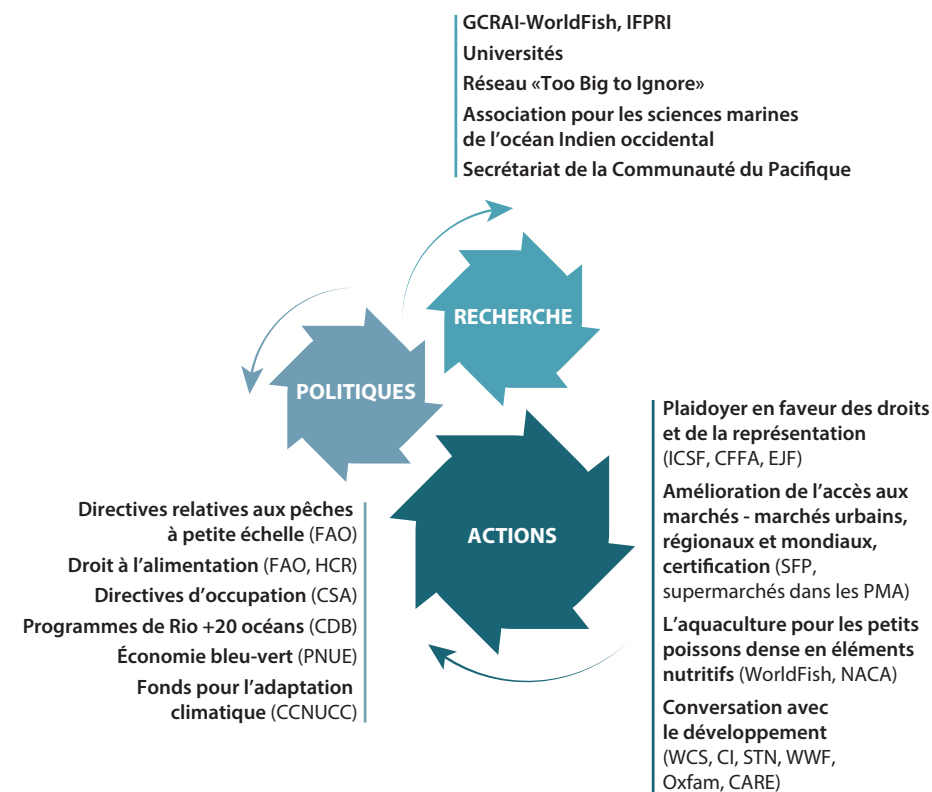 GCRAI-WorldFish, IFPRI
Universités
Réseau «Too Big to Ignore»
Association pour les sciences marines
de l'océan Indien occidental
Secrétariat de la Communauté du Pacifique
RECHERCHE
POLITIQUES
ACTIONS
Directives relatives aux pêches
à petite échelle (FAO)
Droit à l'alimentation (FAO, HCR)
Directives d'occupation (CSA)
Programmes de Rio +20 océans (CDB)
Économie bleu-vert (PNUE)
Fonds pour l'adaptation
climatique (CCNUCC)
Plaidoyer en faveur des droits
et de la représentation
(ICSF, CFFA, EJF)
Amélioration de l'accès aux
marchés - marchés urbains,
régionaux et mondiaux,
certification (SFP,
supermarchés dans les PMA)
L'aquaculture pour les petits
poissons dense en éléments
nutritifs (WorldFish, NACA)
Conversation avec
le développement
(WCS, CI, STN, WWF,
Oxfam, CARE)